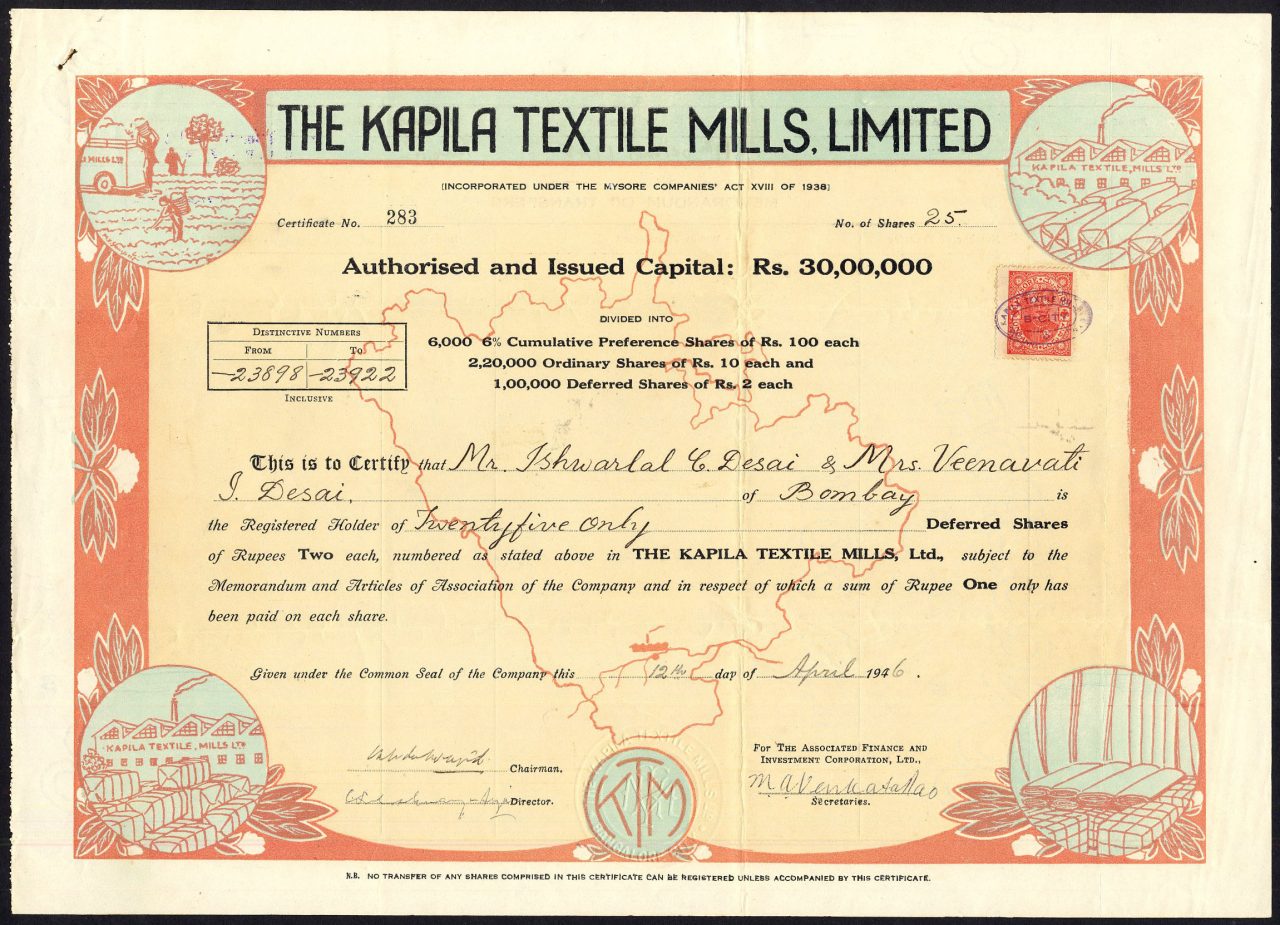 THE KAPILA TEXTILE MILLS, LIMITED
[INCORPORATED UNDER THE MYSORE COMPANIES' ACT XVIII OF 1938]
Certificate No. 283
No. of Shares 25.
Authorised and Issued Capital: Rs. 30,00,000
DIVIDED INTO
6,000 6% Cumulative Preference Shares of Rs. 100 each
2,20,000 Ordinary Shares of Rs. 10 each and
1,00,000 Deferred Shares of Rs. 2 each
DISTINCTIVE NUMBERS
FROM TO
—23898 —23922
INCLUSIVE
This is to Certify that Mr. Ishwarlal C. Desai & Mrs. Veenavati
I. Desai, of Bombay is
the Registered Holder of Twentyfive only Deferred Shares
of Rupees Two each, numbered as stated above in THE KAPILA TEXTILE MILLS, Ltd., subject to the
Memorandum and Articles of Association of the Company and in respect of which a sum of Rupee One only has
been paid on each share.
Given under the Common Seal of the Company this 12th day of April 1946.
Chairman.
Director.
For THE ASSOCIATED FINANCE AND
INVESTMENT CORPORATION, LTD.,
M. A. Venkata Rao
Secretaries.
KTM
N.B. NO TRANSFER OF ANY SHARES COMPRISED IN THIS CERTIFICATE CAN BE REGISTERED UNLESS ACCOMPANIED BY THIS CERTIFICATE.
MILLS LTD
KAPILA TEXTILE, MILLS LTD
KAPILA TEXTILE, MILLS LTD